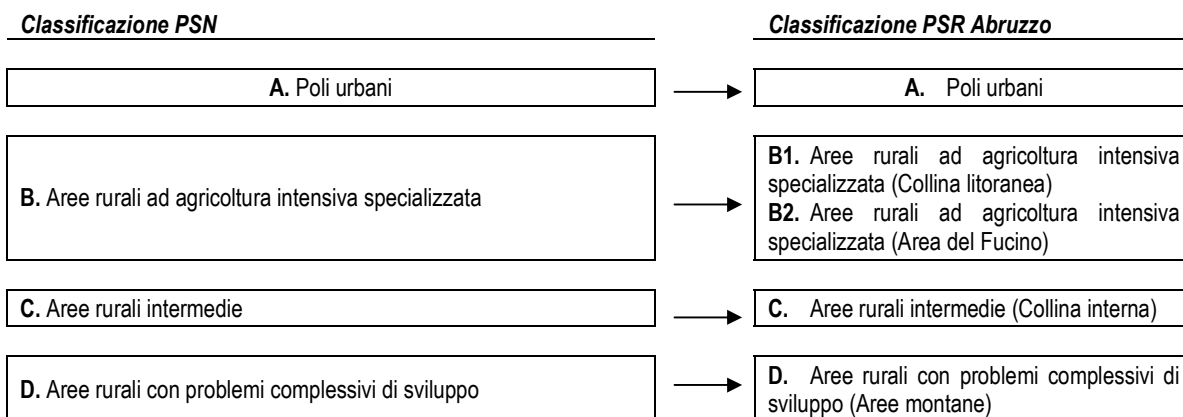 Classificazione PSN
Classificazione PSR Abruzzo
A. Poli urbani
A. Poli urbani
B. Aree rurali ad agricoltura intensiva specializzata
B1. Aree rurali ad agricoltura intensiva
specializzata (Collina litoranea)
B2. Aree rurali ad agricoltura intensiva
specializzata (Area del Fucino)
C. Aree rurali intermedie
C. Aree rurali intermedie (Collina interna)
D. Aree rurali con problemi complessivi di sviluppo
D. Aree rurali con problemi complessivi di
sviluppo (Aree montane)